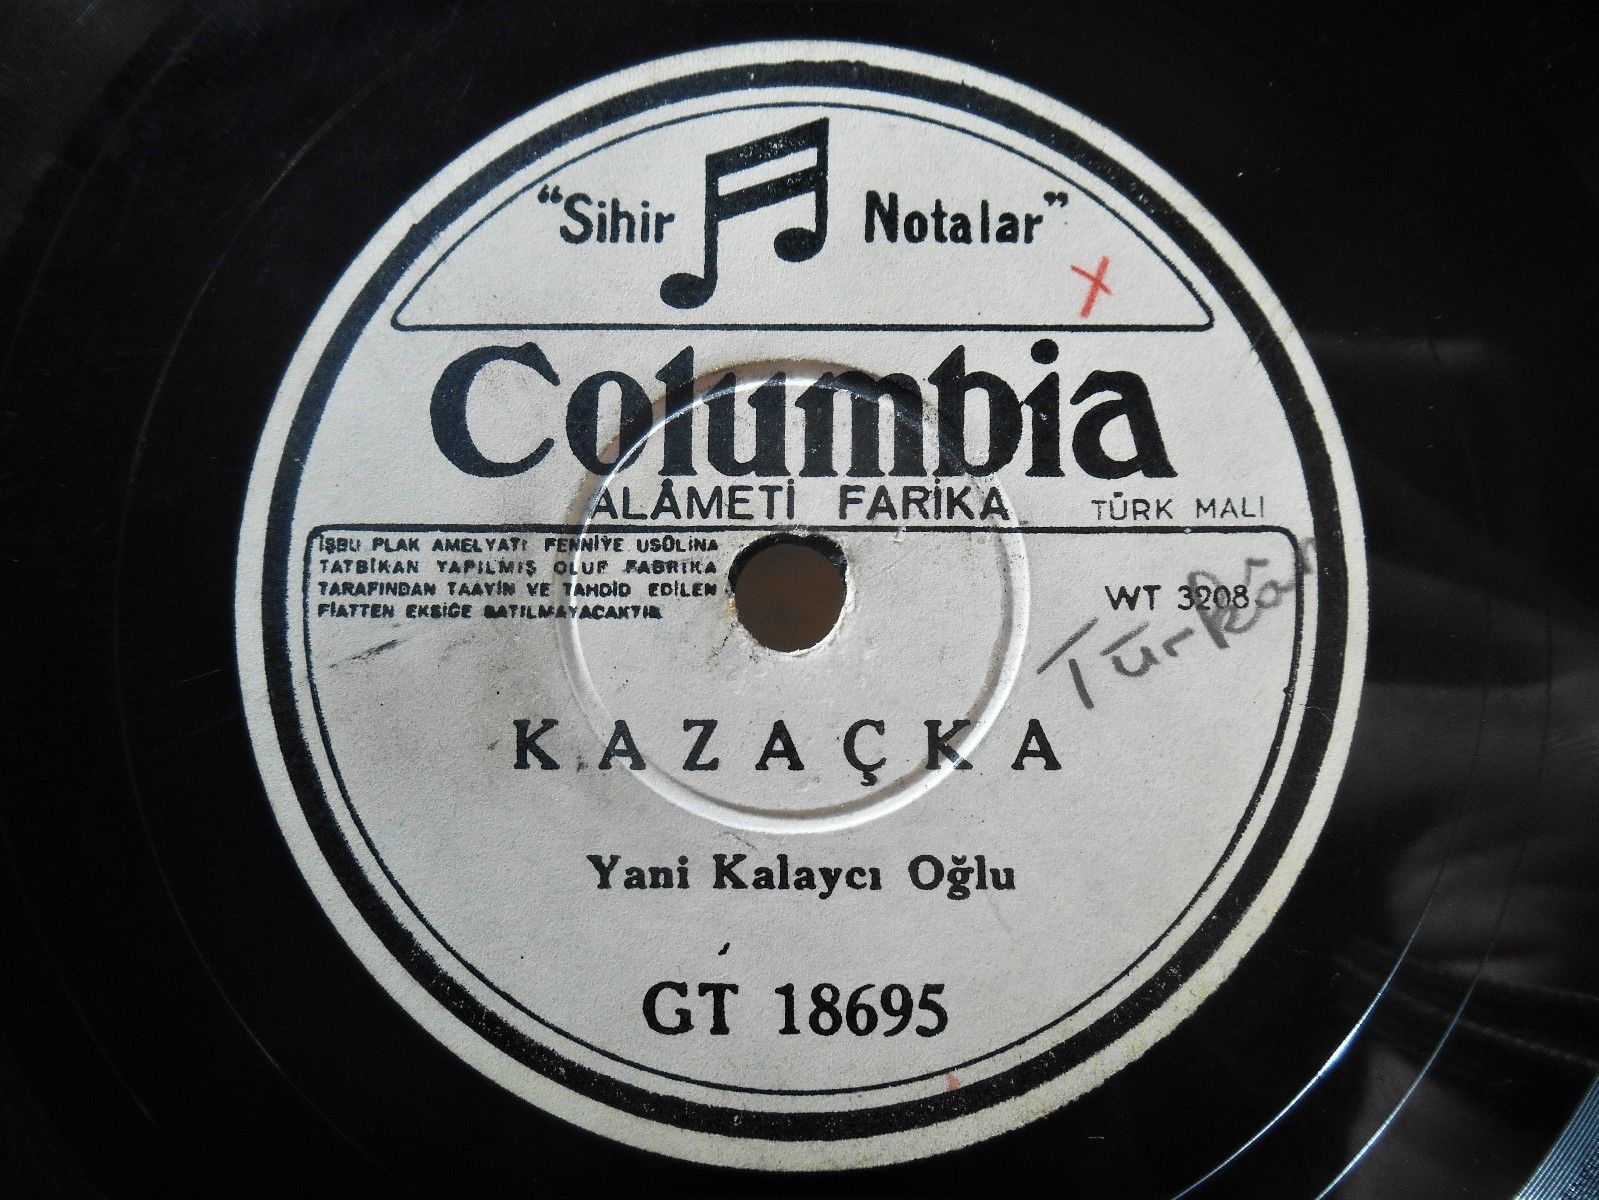 "Sihir Notalar"
Columbia
ALÂMETİ FARİKA
TÜRK MALI
İŞBU PLAK AMELYATI FENNİYE USÛLİNA
TATBİKAN YAPILMIŞ OLUP FABRİKA
TARAFINDAN TAAYİN VE TAHDİD EDİLEN
FİATTEN EKSİĞE SATILMAYACAKTIR
WT 3208
Türkân
KAZAÇKA
Yani Kalaycı Oğlu
GT 18695